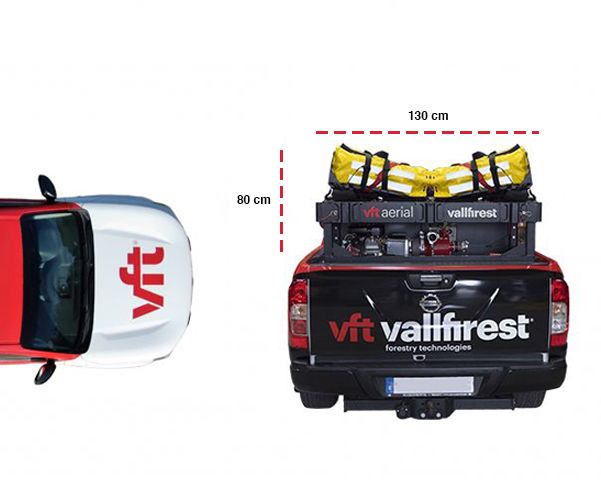 130 cm
80 cm
vft aerial
vallfirest
vft vallfirest®
forestry technologies
vft